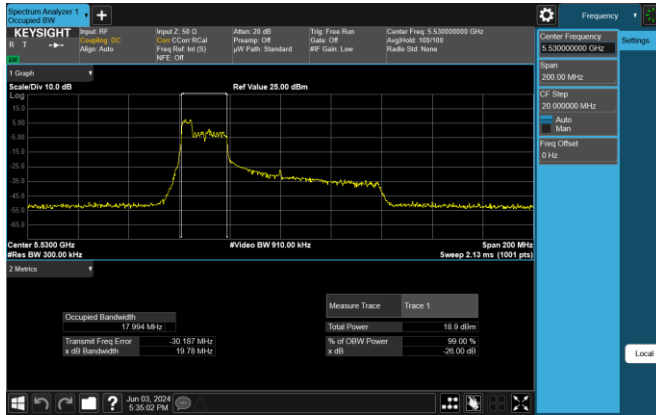 Spectrum Analyzer 1
Occupied BW
KEYSIGHT
R T
Input: RF
Coupling: DC
Align: Auto
Input Z: 50 Ω
Corr CCorr RCal
Freq Ref: Int (S)
NFE: Off
Atten: 20 dB
Preamp: Off
µW Path: Standard
Trig: Free Run
Gate: Off
#IF Gain: Low
Center Freq: 5.530000000 GHz
Avg|Hold: 100/100
Radio Std: None
Frequency
Settings
Center Frequency
5.530000000 GHz
Span
200.00 MHz
CF Step
20.000000 MHz
Auto
Man
Freq Offset
0 Hz
Local
1 Graph
Scale/Div 10.0 dB
Ref Value 25.00 dBm
Log
15.0
5.00
-5.00
-15.0
-25.0
-35.0
-45.0
-55.0
-65.0
Center 5.5300 GHz
#Video BW 910.00 kHz
Span 200 MHz
#Res BW 300.00 kHz
Sweep 2.13 ms (1001 pts)
2 Metrics
Measure Trace Trace 1
Occupied Bandwidth
17.994 MHz
Total Power 18.9 dBm
Transmit Freq Error -30.187 MHz
% of OBW Power 99.00 %
x dB Bandwidth 19.78 MHz
x dB -26.00 dB
Jun 03, 2024
5:35:02 PM